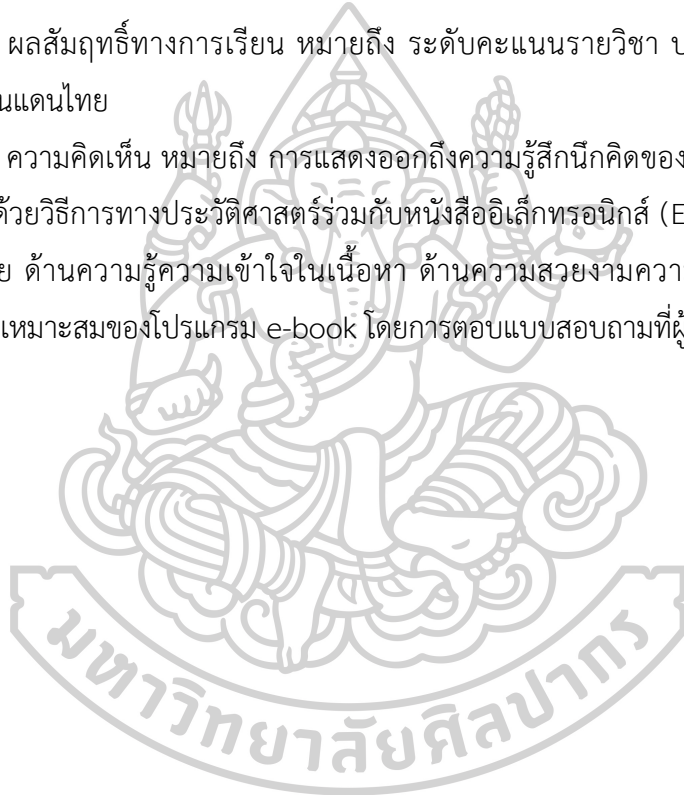 ผลสัมฤทธิ์ทางการเรียน หมายถึง ระดับคะแนนรายวิชา
นแดนไทย
ความคิดเห็น หมายถึง การแสดงออกถึงความรู้สึกนึกคิดของ
ด้วยวิธีการทางประวัติศาสตร์ร่วมกับหนังสืออิเล็กทรอนิกส์ (E
ย ด้านความรู้ความเข้าใจในเนื้อหา ด้านความสวยงามความ
เหมาะสมของโปรแกรม e-book โดยการตอบแบบสอบถามที่ผู้
มหาวิทยาลัยศิลปากร